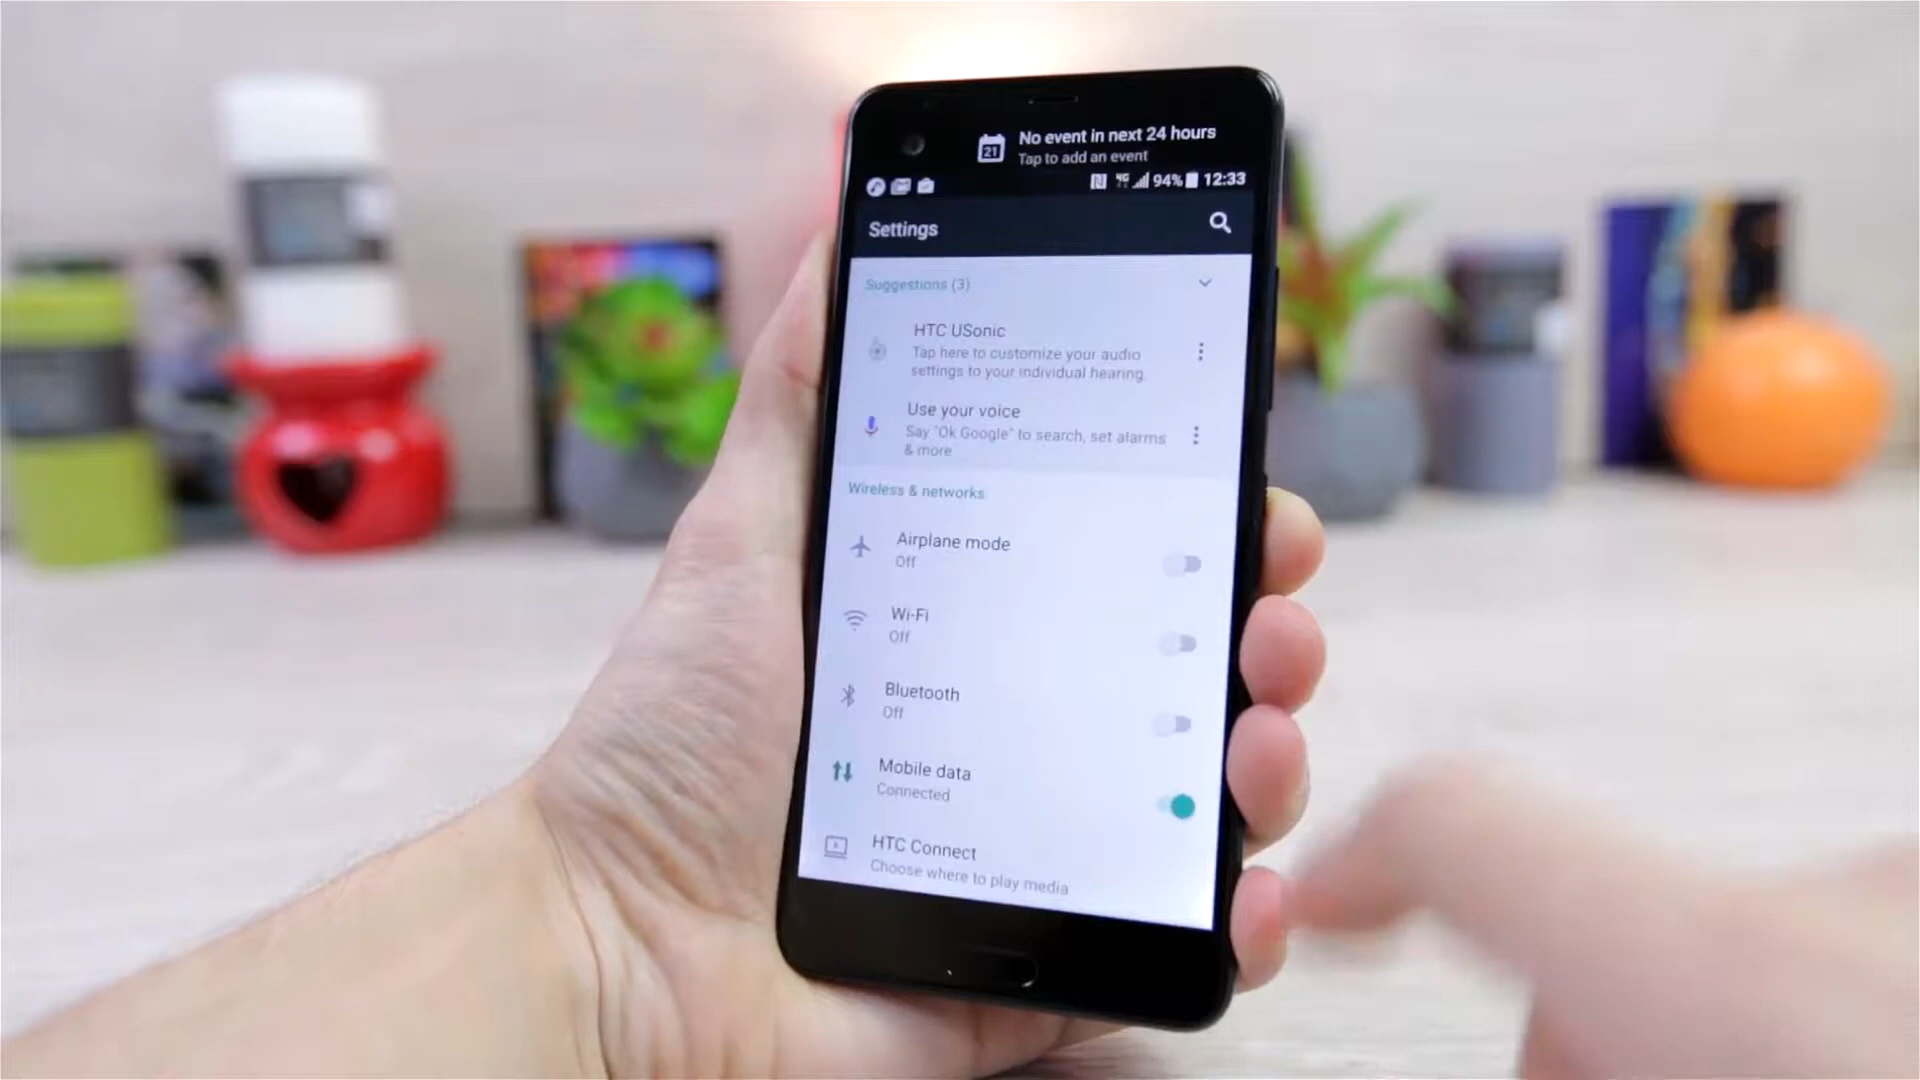 No event in next 24 hours
21
Tap to add an event
4G 94% 12:33
Settings
Suggestions (3)
HTC USonic
Tap here to customize your audio
settings to your individual hearing.
Use your voice
Say "Ok Google" to search, set alarms
& more
Wireless & networks
Airplane mode
Off
Wi-Fi
Off
Bluetooth
Off
Mobile data
Connected
HTC Connect
Choose where to play media